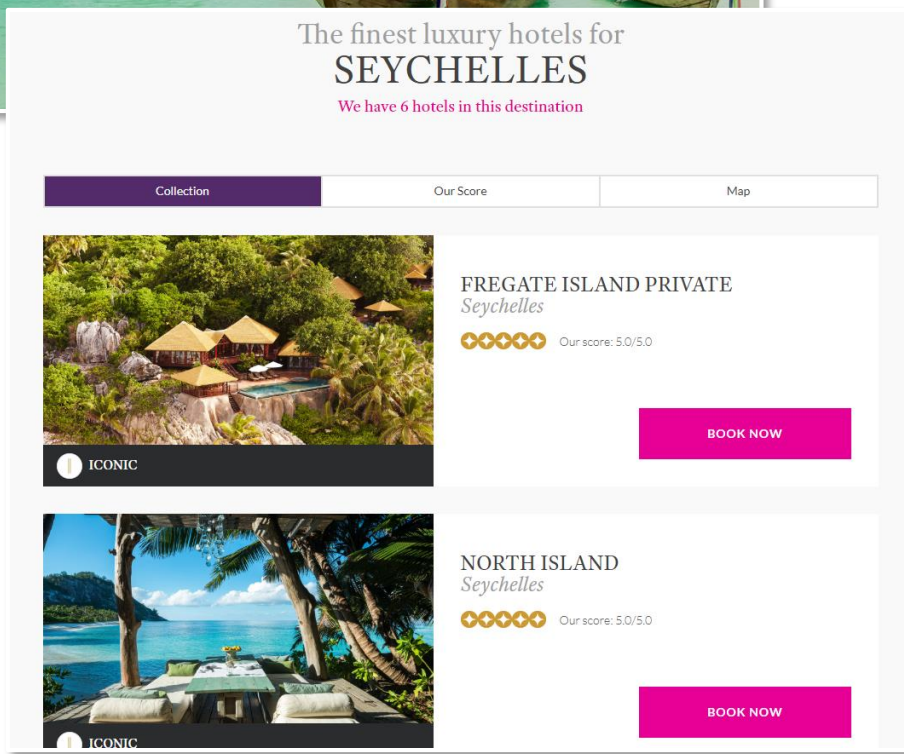 The finest luxury hotels for
SEYCHELLES
We have 6 hotels in this destination
Collection
Our Score
Map
FREGATE ISLAND PRIVATE
Seychelles
Our score: 5.0/5.0
BOOK NOW
ICONIC
NORTH ISLAND
Seychelles
Our score: 5.0/5.0
BOOK NOW
ICONIC